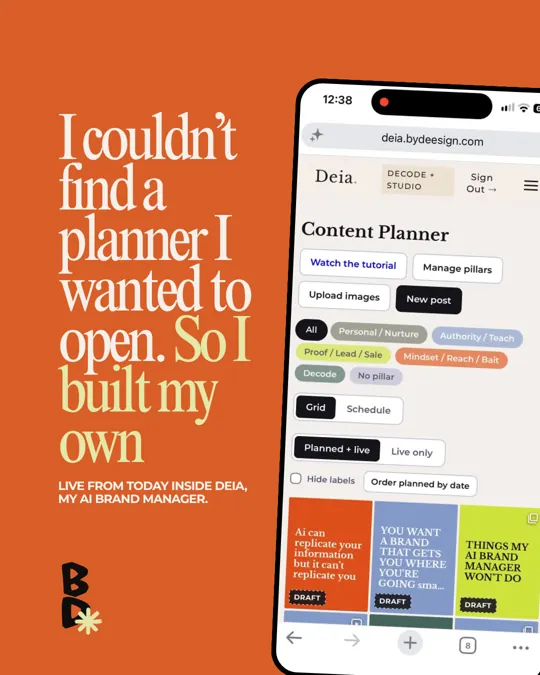 I couldn't
find a
planner I
wanted to
open. So I
built my
own
LIVE FROM TODAY INSIDE DEIA,
MY AI BRAND MANAGER.
BD
12:38
deia.bydeesign.com
Deia.
DECODE +
STUDIO
Sign
Out →
Content Planner
Watch the tutorial
Manage pillars
Upload images
New post
All
Personal / Nurture
Authority / Teach
Proof / Lead / Sale
Mindset / Reach / Bait
Decode
No pillar
Grid
Schedule
Planned + live
Live only
Hide labels
Order planned by date
Ai can
replicate your
information
but it can't
replicate you
DRAFT
YOU WANT
A BRAND
THAT GETS
YOU WHERE
YOU'RE
GOING sma...
DRAFT
THINGS MY
AI BRAND
MANAGER
WON'T DO
DRAFT
8